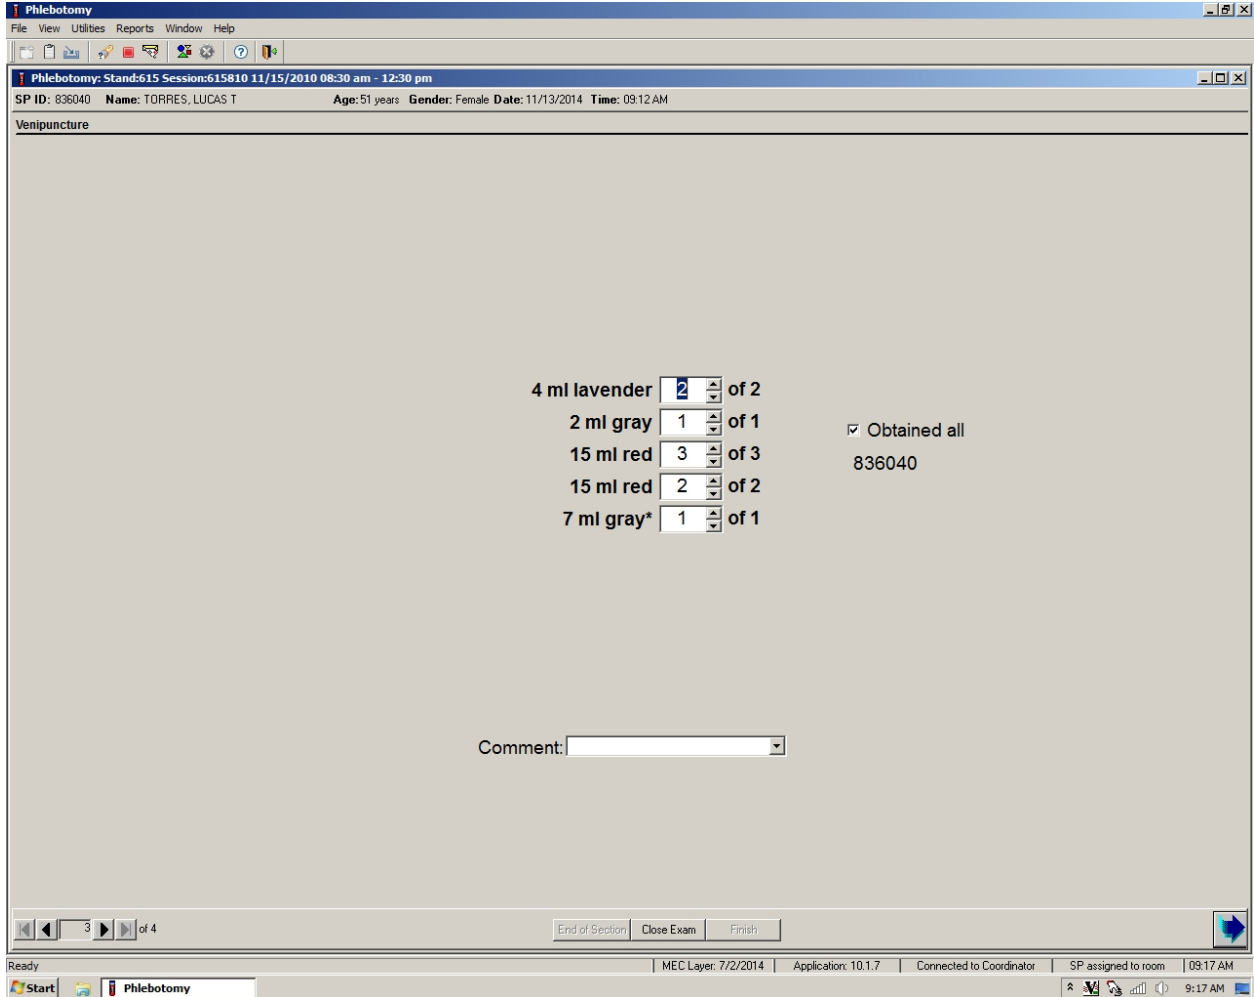 Phlebotomy
File View Utilities Reports Window Help
Phlebotomy: Stand:615 Session:615810 11/15/2010 08:30 am - 12:30 pm
SP ID: 836040 Name: TORRES, LUCAS T Age: 51 years Gender: Female Date: 11/13/2014 Time: 09:12 AM
Venipuncture
4 ml lavender 2 of 2
2 ml gray 1 of 1
15 ml red 3 of 3
15 ml red 2 of 2
7 ml gray* 1 of 1
Obtained all
836040
Comment:
3 of 4
End of Section Close Exam Finish
Ready MEC Layer: 7/2/2014 Application: 10.1.7 Connected to Coordinator SP assigned to room 09:17 AM
Start Phlebotomy 9:17 AM